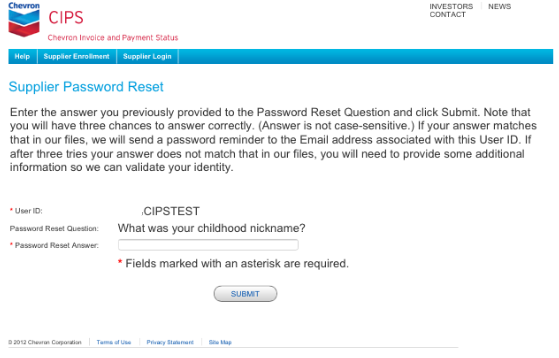 Chevron
CIPS
Chevron Invoice and Payment Status
INVESTORS NEWS
CONTACT
Help Supplier Enrollment Supplier Login
Supplier Password Reset
Enter the answer you previously provided to the Password Reset Question and click Submit. Note that
you will have three chances to answer correctly. (Answer is not case-sensitive.) If your answer matches
that in our files, we will send a password reminder to the Email address associated with this User ID. If
after three tries your answer does not match that in our files, you will need to provide some additional
information so we can validate your identity.
* User ID: CIPSTEST
Password Reset Question: What was your childhood nickname?
* Password Reset Answer:
* Fields marked with an asterisk are required.
SUBMIT
© 2012 Chevron Corporation Terms of Use Privacy Statement Site Map